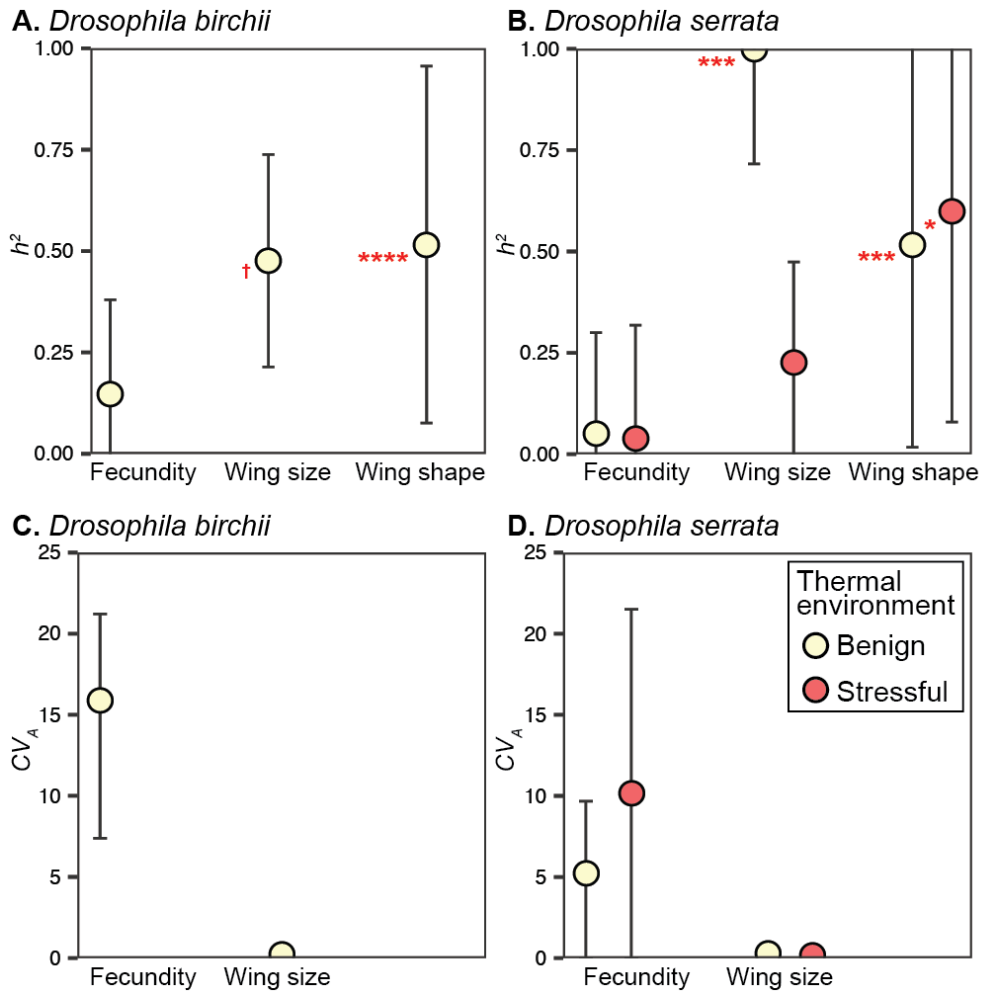 A. Drosophila birchii
1.00
0.75
0.50
0.25
0.00
h²
†
****
Fecundity Wing size Wing shape
B. Drosophila serrata
1.00
0.75
0.50
0.25
0.00
h²
***
***
*
Fecundity Wing size Wing shape
C. Drosophila birchii
25
20
15
10
5
0
CV_A
Fecundity Wing size
D. Drosophila serrata
25
20
15
10
5
0
CV_A
Thermal
environment
Benign
Stressful
Fecundity Wing size